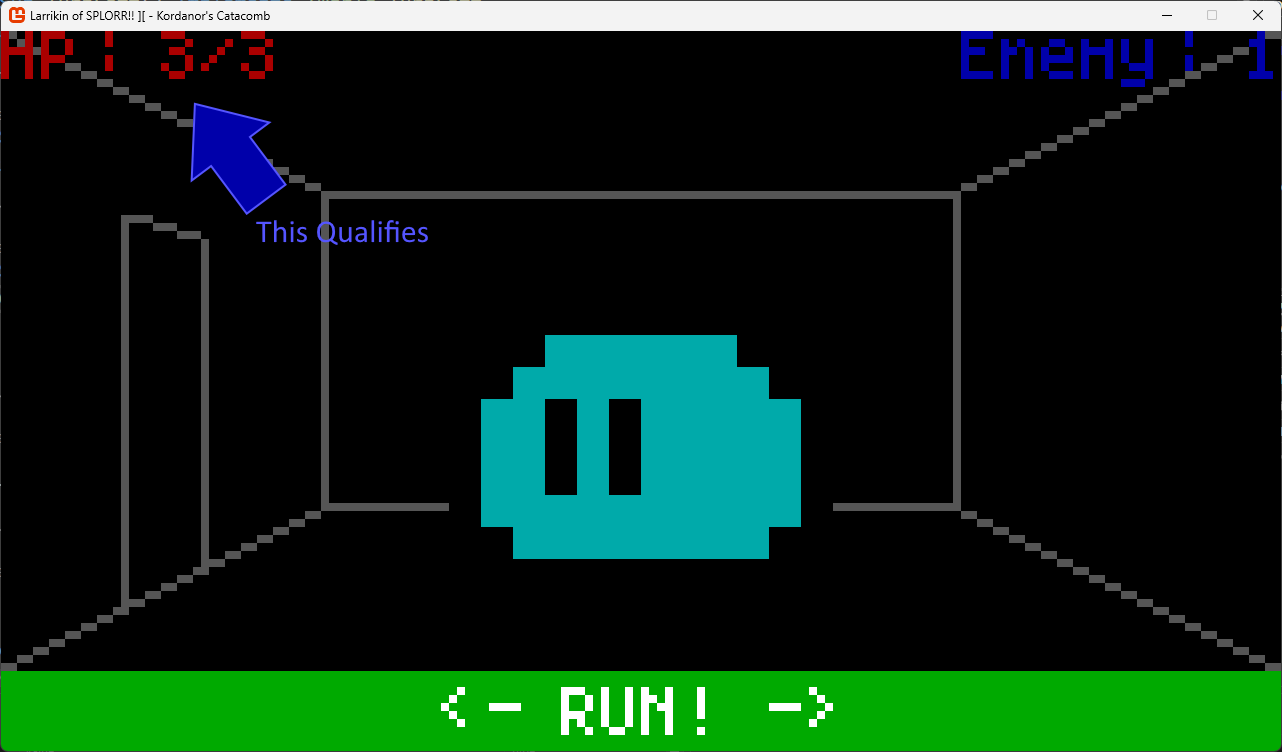 Larrikin of SPLORR!! ][ - Kordanor's Catacomb
HP: 3/3
Enemy: 1
This Qualifies
<- RUN! ->